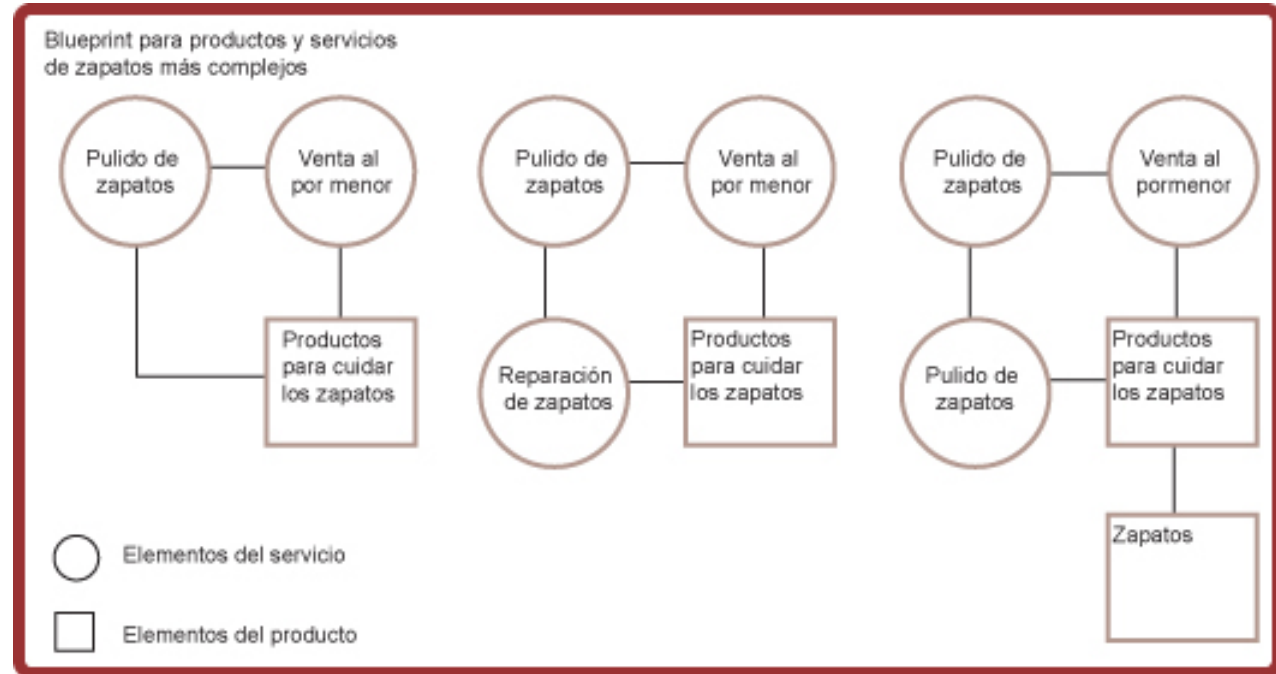 Blueprint para productos y servicios
de zapatos más complejos
Pulido de
zapatos
Venta al
por menor
Productos
para cuidar
los zapatos
Pulido de
zapatos
Venta al
por menor
Reparación
de zapatos
Productos
para cuidar
los zapatos
Pulido de
zapatos
Venta al
pormenor
Pulido de
zapatos
Productos
para cuidar
los zapatos
Zapatos
Elementos del servicio
Elementos del producto